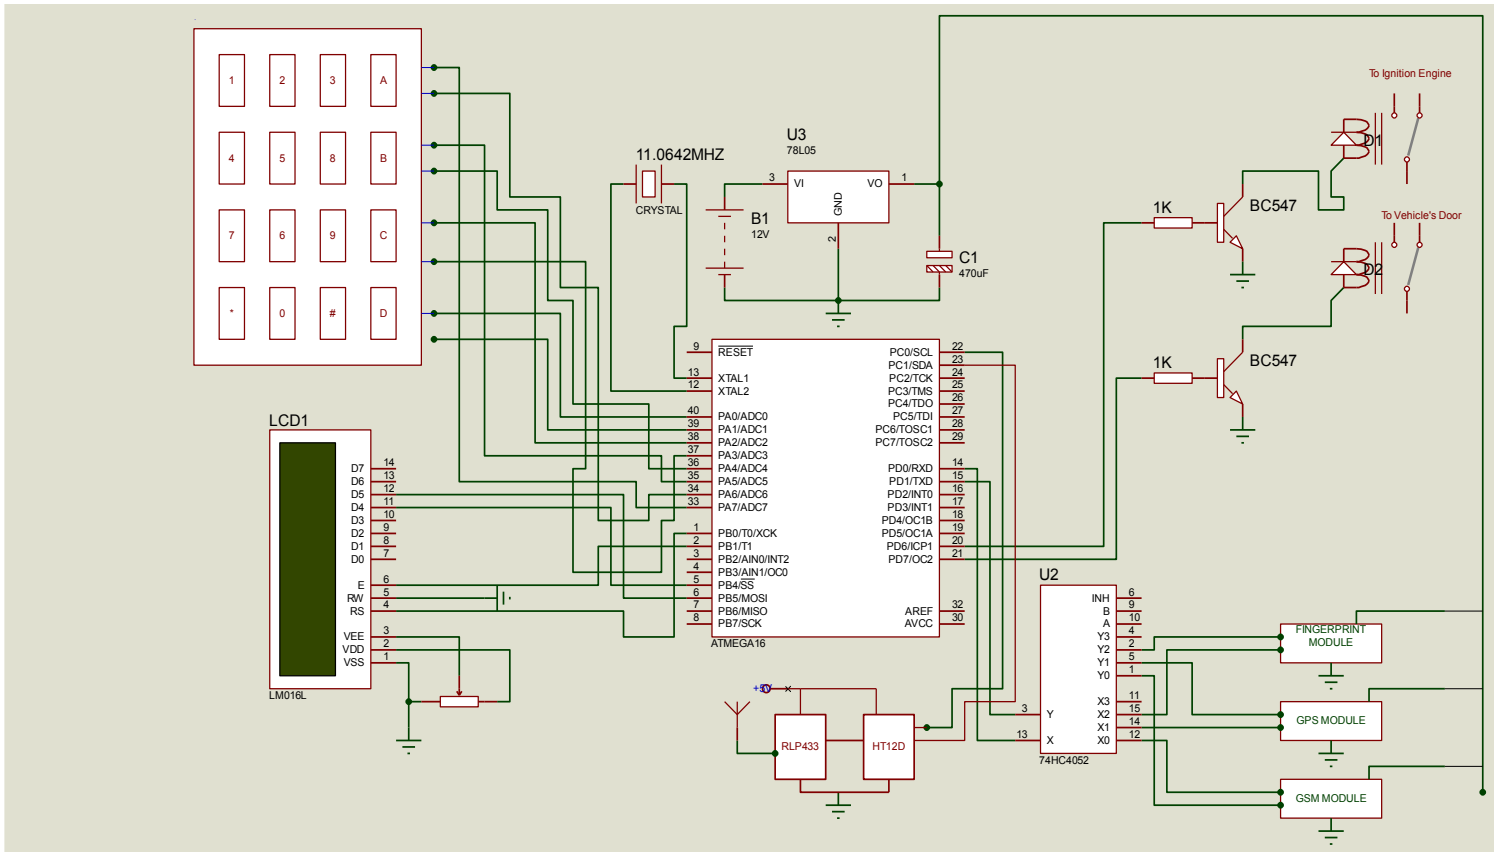 1 2 3 A
4 5 8 B
7 6 9 C
* 0 # D
LCD1
D7 14
D6 13
D5 12
D4 11
D3 10
D2 9
D1 8
D0 7
E 6
RW 5
RS 4
VEE 3
VDD 2
VSS 1
LM016L
11.0642MHZ
CRYSTAL
U3
78L05
3 VI VO 1
GND
2
B1
12V
C1
470uF
9 RESET
13 XTAL1
12 XTAL2
40 PA0/ADC0
39 PA1/ADC1
38 PA2/ADC2
37 PA3/ADC3
36 PA4/ADC4
35 PA5/ADC5
34 PA6/ADC6
33 PA7/ADC7
1 PB0/T0/XCK
2 PB1/T1
3 PB2/AIN0/INT2
4 PB3/AIN1/OC0
5 PB4/SS
6 PB5/MOSI
7 PB6/MISO
8 PB7/SCK
PC0/SCL 22
PC1/SDA 23
PC2/TCK 24
PC3/TMS 25
PC4/TDO 26
PC5/TDI 27
PC6/TOSC1 28
PC7/TOSC2 29
PD0/RXD 14
PD1/TXD 15
PD2/INT0 16
PD3/INT1 17
PD4/OC1B 18
PD5/OC1A 19
PD6/ICP1 20
PD7/OC2 21
AREF 32
AVCC 30
ATMEGA16
To Ignition Engine
D1
1K
BC547
To Vehicle's Door
D2
1K
BC547
+5V
RLP433
HT12D
U2
INH 6
B 9
A 10
Y3 4
Y2 2
Y1 5
Y0 1
X3 11
X2 15
X1 14
X0 12
3 Y
13 X
74HC4052
FINGERPRINT
MODULE
GPS MODULE
GSM MODULE